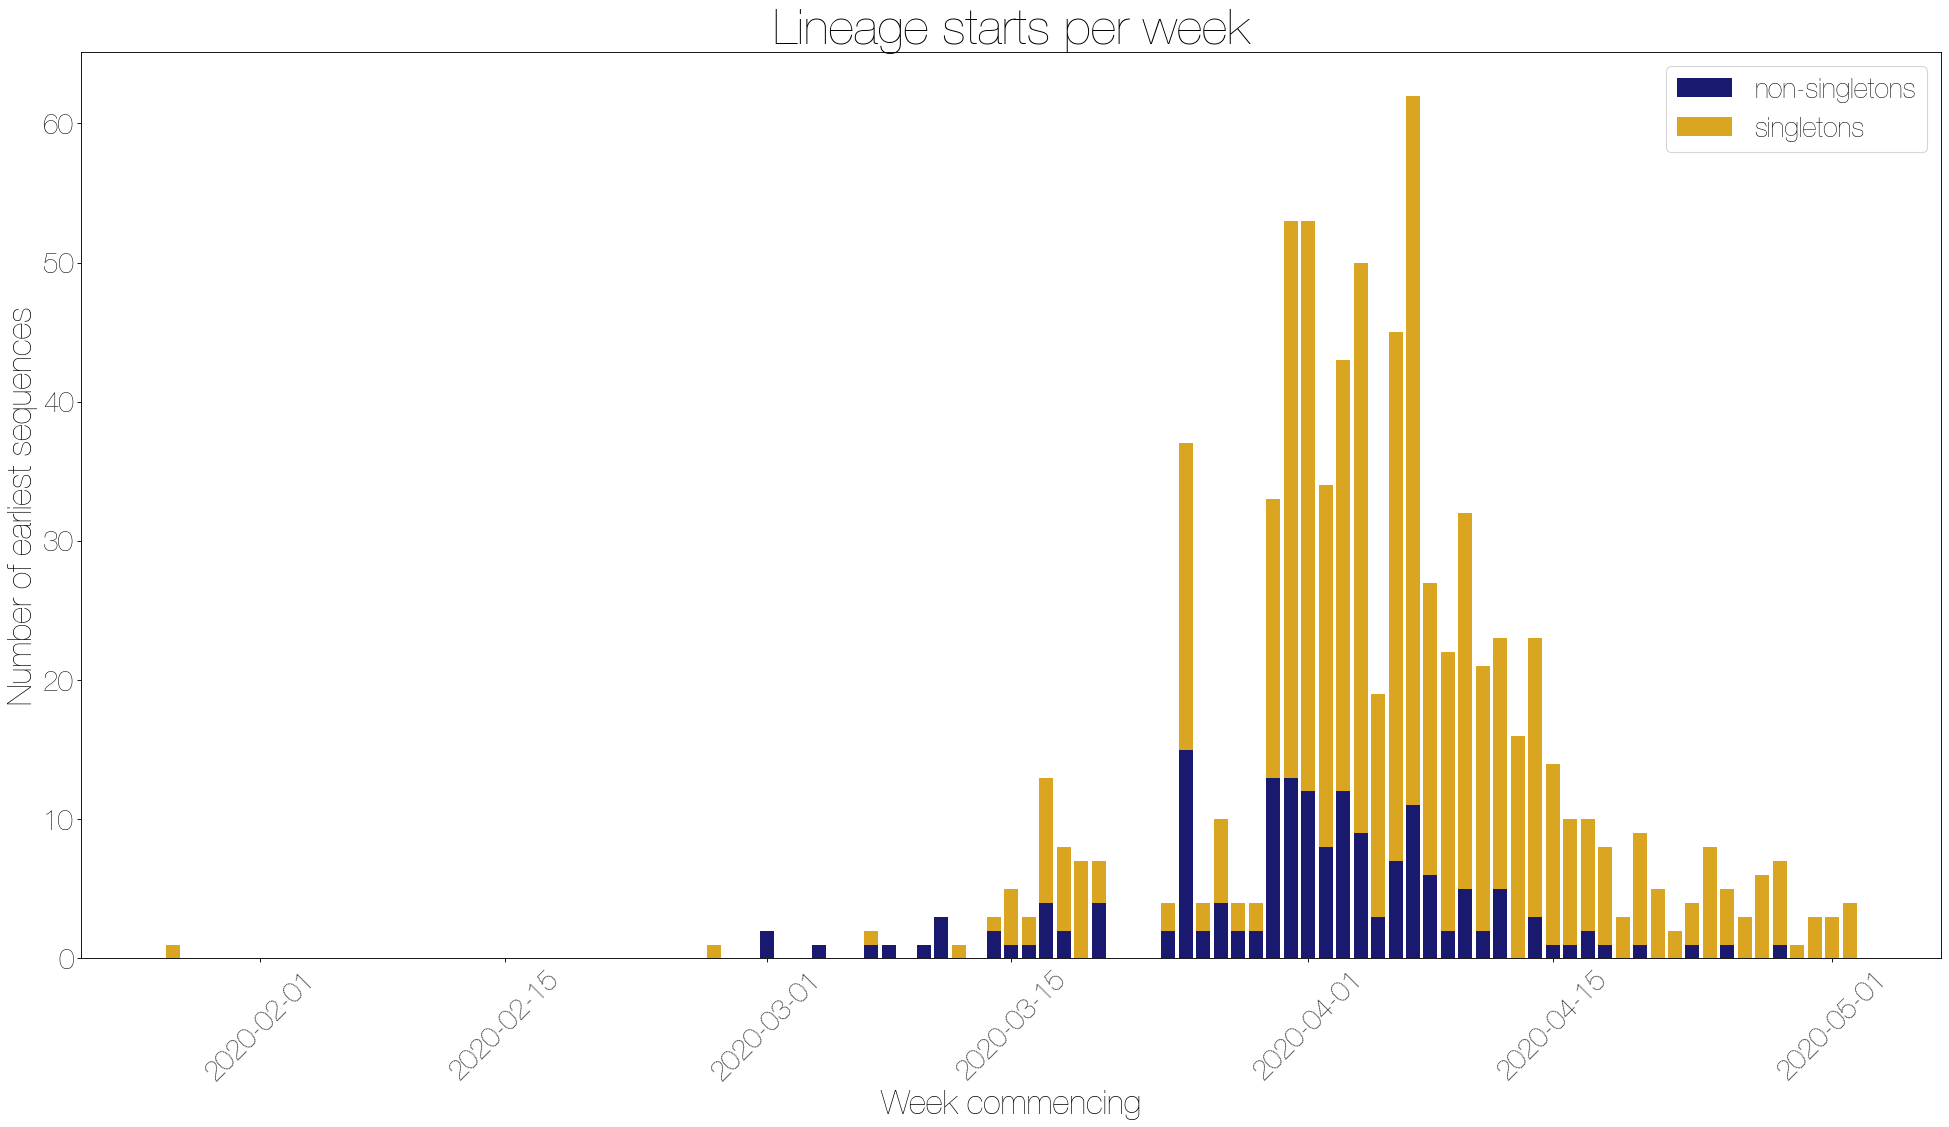 Lineage starts per week
non-singletons
singletons
Number of earliest sequences
60
50
40
30
20
10
0
2020-02-01
2020-02-15
2020-03-01
2020-03-15
2020-04-01
2020-04-15
2020-05-01
Week commencing